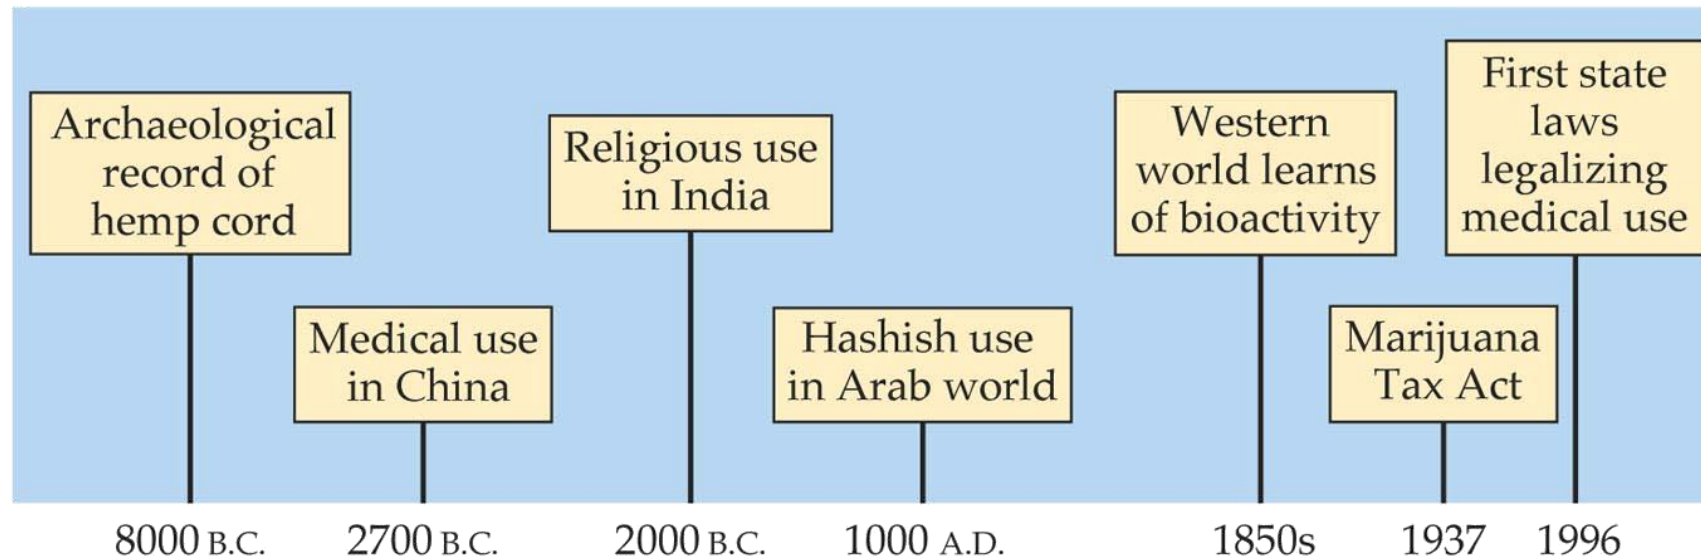 Archaeological
record of
hemp cord
Medical use
in China
Religious use
in India
Hashish use
in Arab world
Western
world learns
of bioactivity
Marijuana
Tax Act
First state
laws
legalizing
medical use
8000 B.C. 2700 B.C. 2000 B.C. 1000 A.D. 1850s 1937 1996